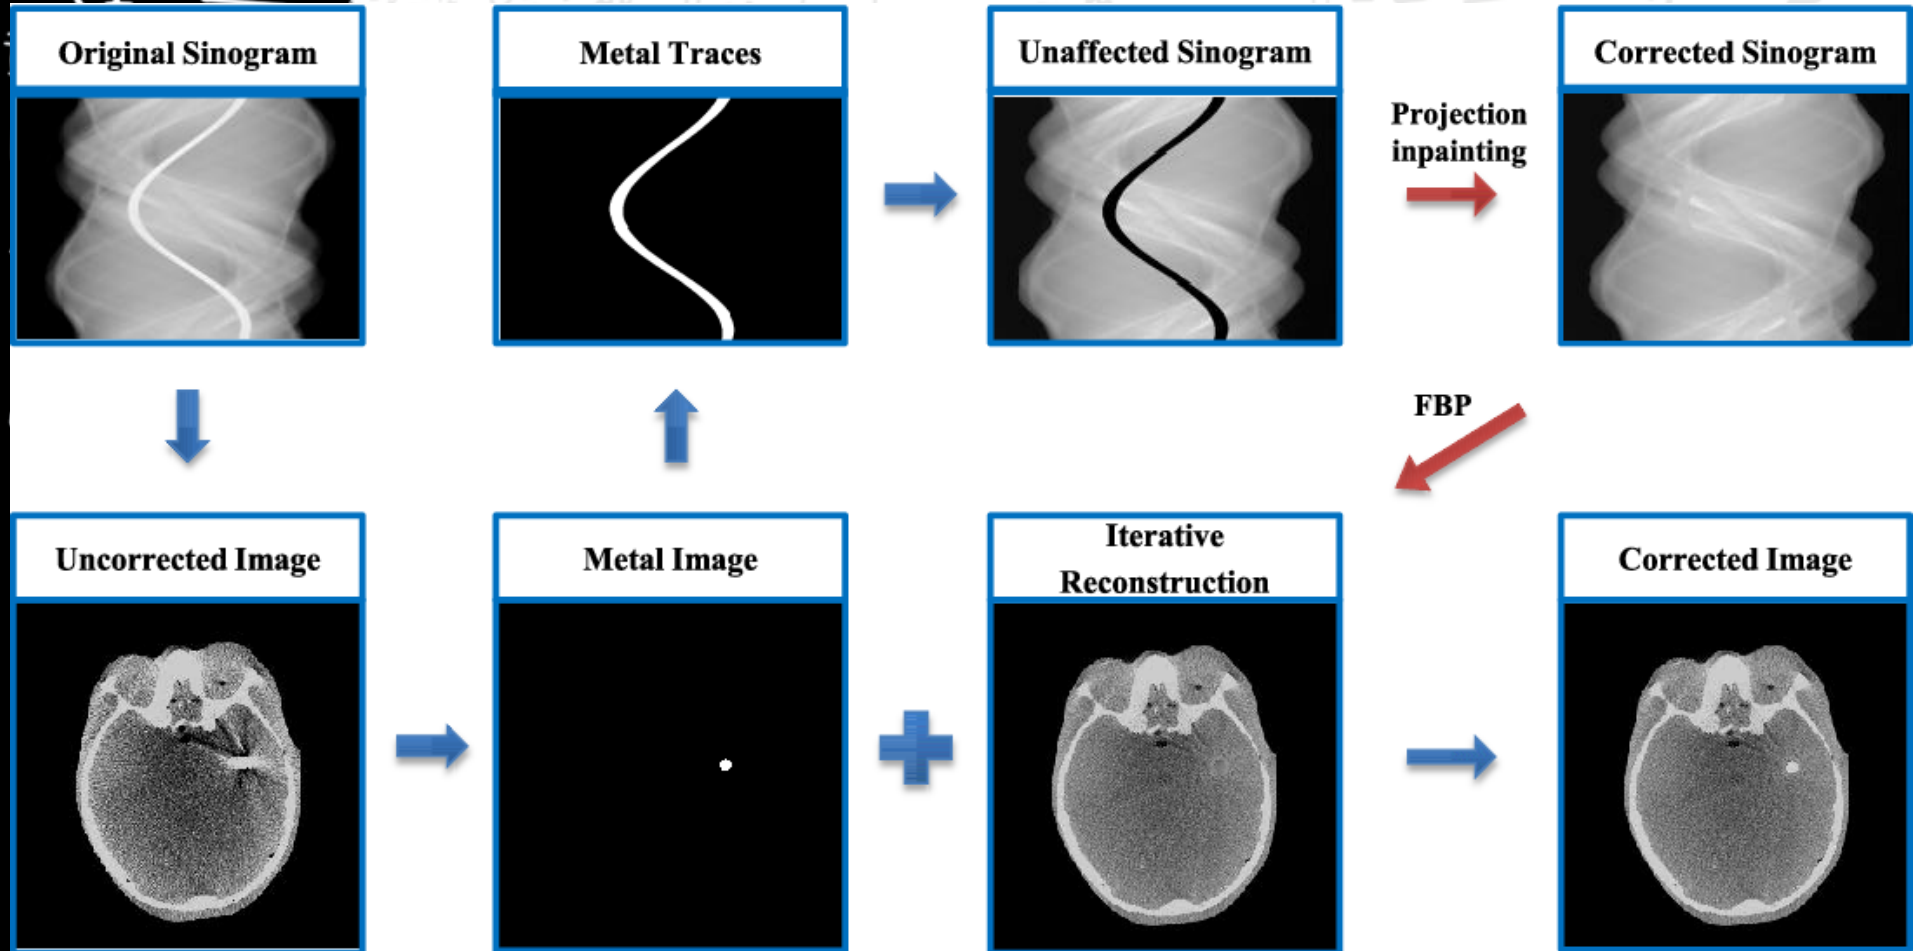 Original Sinogram
Metal Traces
Unaffected Sinogram
Corrected Sinogram
Projection
inpainting
FBP
Uncorrected Image
Metal Image
Iterative
Reconstruction
Corrected Image